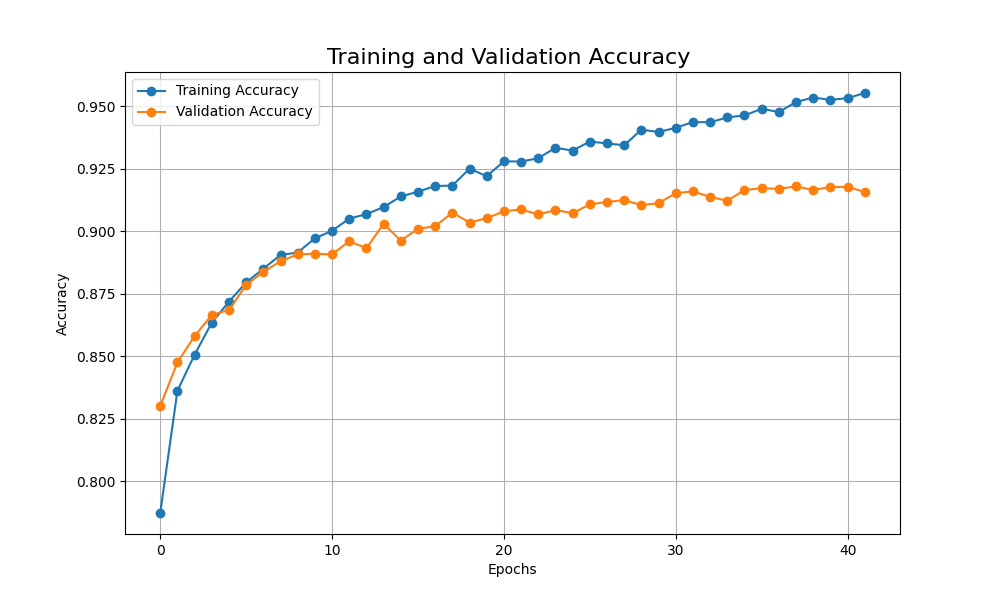 Training and Validation Accuracy
Training Accuracy
Validation Accuracy
0.950
0.925
0.900
0.875
0.850
0.825
0.800
Accuracy
0 10 20 30 40
Epochs